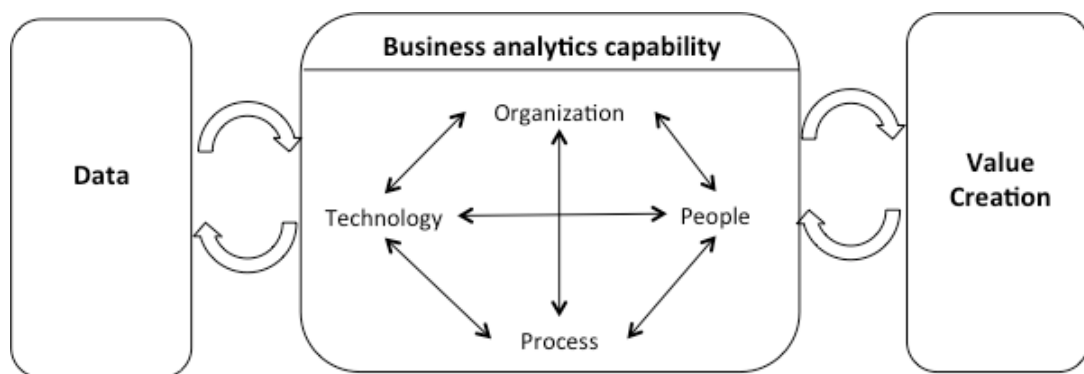 Business analytics capability
Organization
Data
Technology
People
Process
Value
Creation